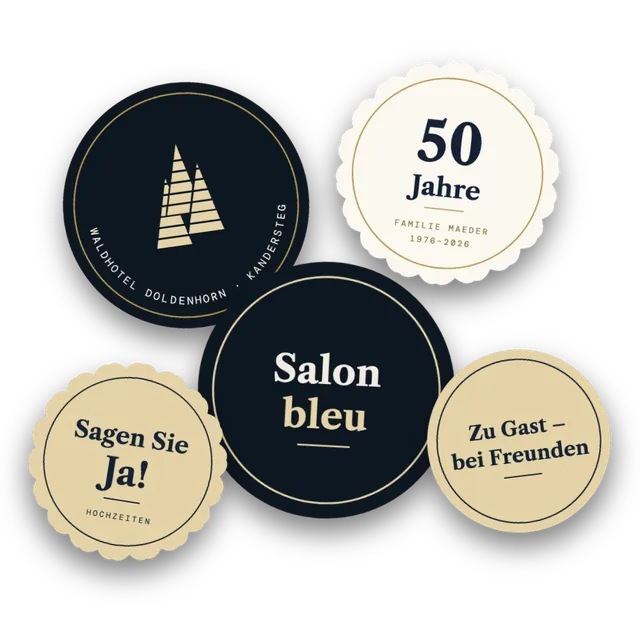 WALDHOTEL DOLDENHORN · KANDERSTEG
50
Jahre
FAMILIE MAEDER
1976–2026
Salon
bleu
Sagen Sie
Ja!
HOCHZEITEN
Zu Gast –
bei Freunden